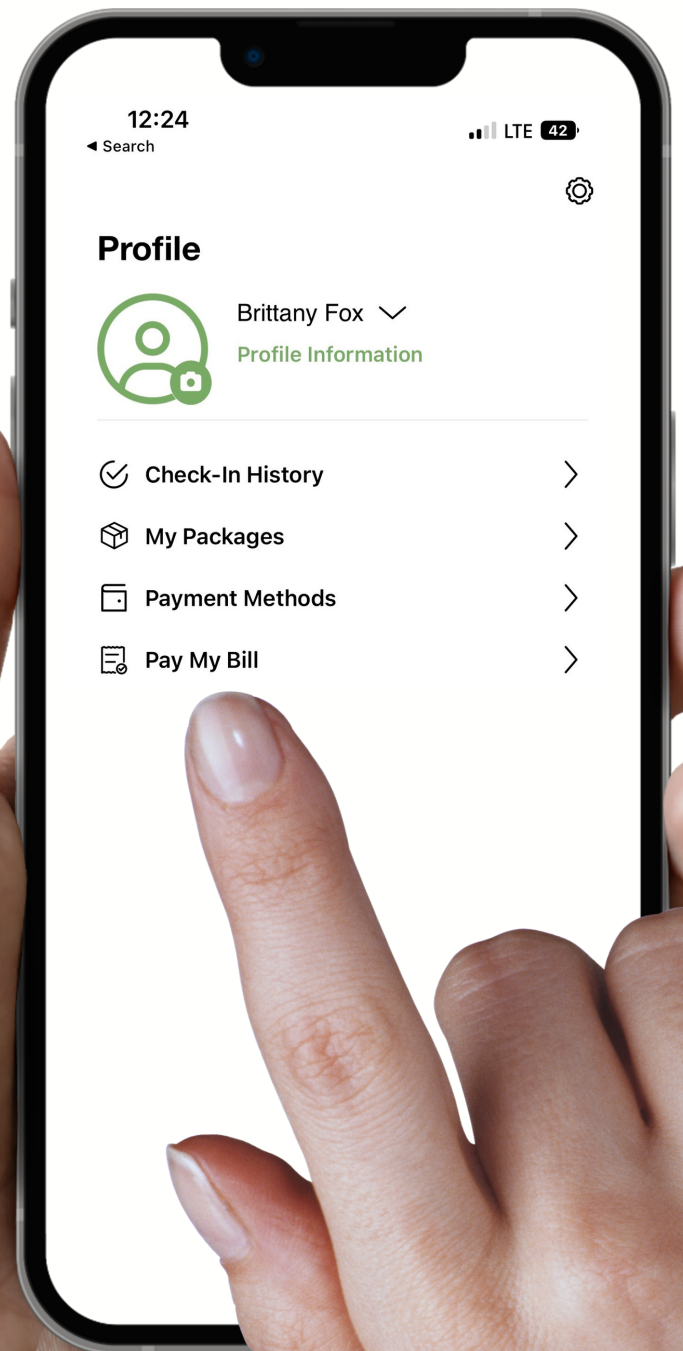 12:24
LTE 42
Search
Profile
Brittany Fox
Profile Information
Check-In History
My Packages
Payment Methods
Pay My Bill